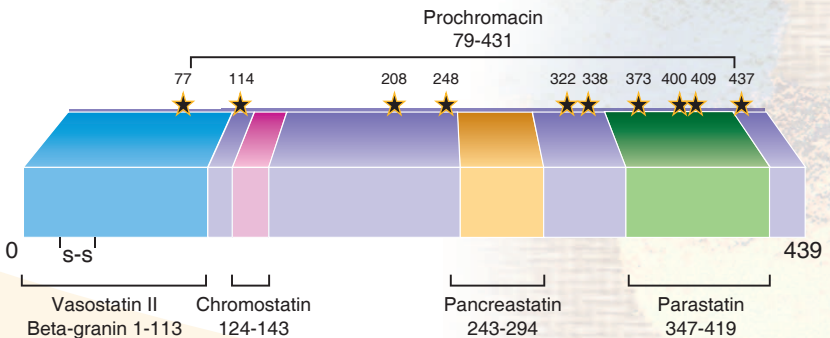 Prochromacin
79-431
77 114 208 248 322 338 373 400 409 437
0 S-S 439
Vasostatin II Chromostatin Pancreastatin Parastatin
Beta-granin 1-113 124-143 243-294 347-419